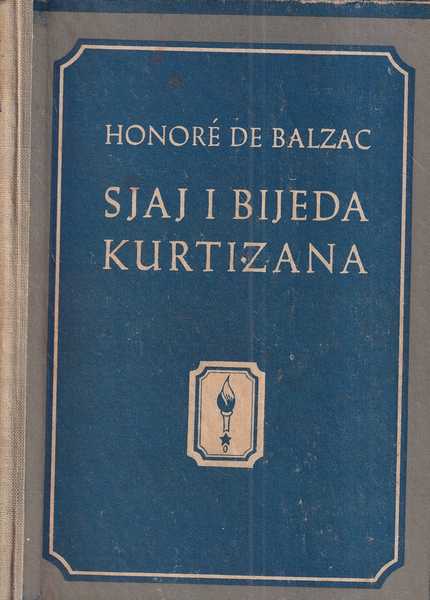 HONORÉ DE BALZAC
SJAJ I BIJEDA
KURTIZANA